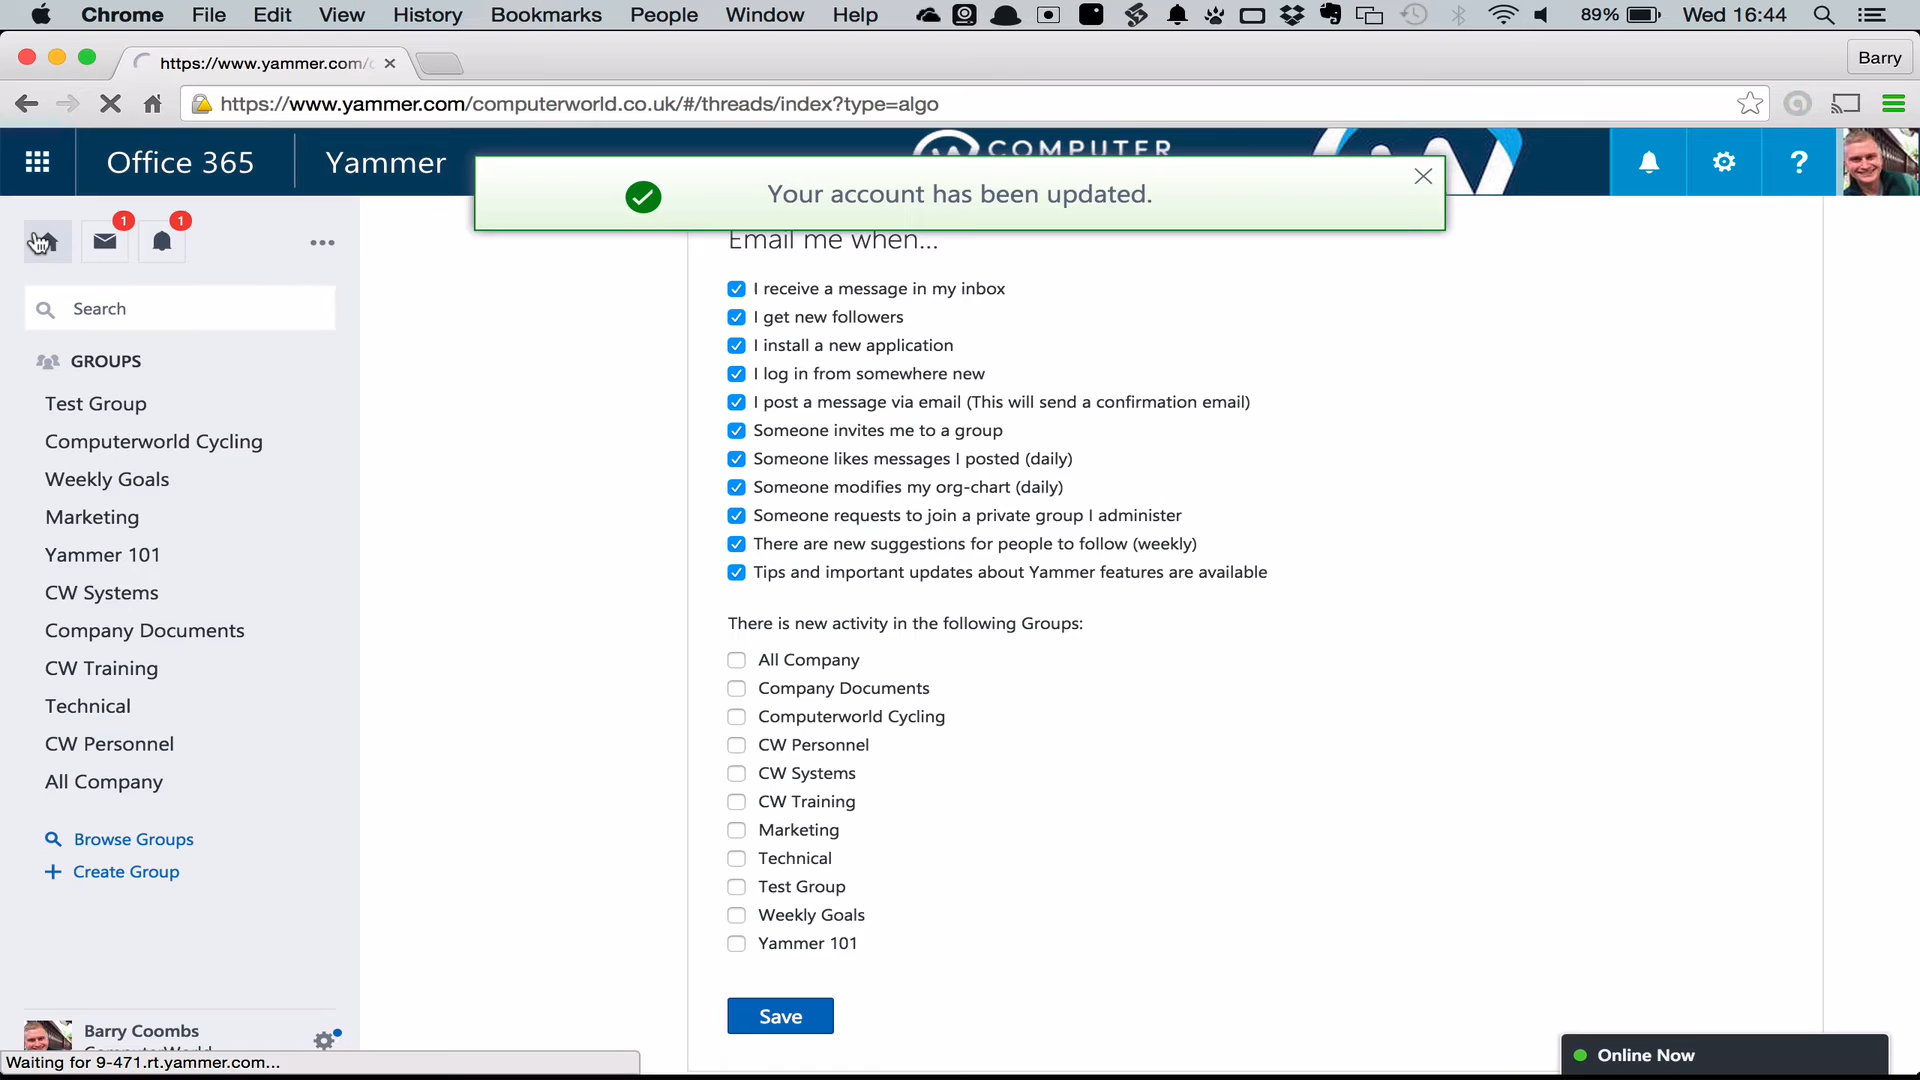 Chrome File Edit View History Bookmarks People Window Help 89% Wed 16:44
https://www.yammer.com/ Barry
https://www.yammer.com/computerworld.co.uk/#/threads/index?type=algo
Office 365 Yammer COMPUTER
Your account has been updated.
1 1
Search
GROUPS
Test Group
Computerworld Cycling
Weekly Goals
Marketing
Yammer 101
CW Systems
Company Documents
CW Training
Technical
CW Personnel
All Company
Browse Groups
Create Group
Barry Coombs
Waiting for 9-471.rt.yammer.com...
Email me when...
I receive a message in my inbox
I get new followers
I install a new application
I log in from somewhere new
I post a message via email (This will send a confirmation email)
Someone invites me to a group
Someone likes messages I posted (daily)
Someone modifies my org-chart (daily)
Someone requests to join a private group I administer
There are new suggestions for people to follow (weekly)
Tips and important updates about Yammer features are available
There is new activity in the following Groups:
All Company
Company Documents
Computerworld Cycling
CW Personnel
CW Systems
CW Training
Marketing
Technical
Test Group
Weekly Goals
Yammer 101
Save
Online Now